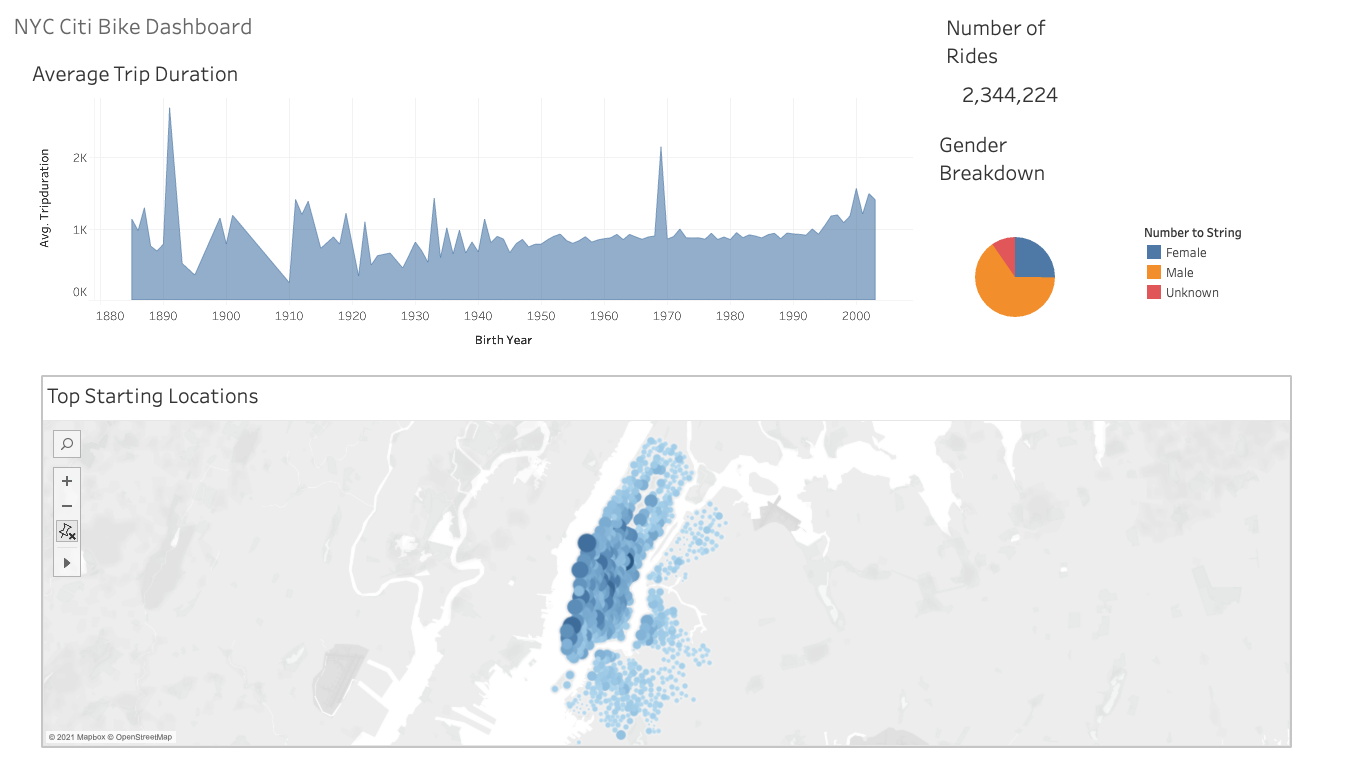 NYC Citi Bike Dashboard
Average Trip Duration
Avg. Tripduration
2K
1K
0K
1880 1890 1900 1910 1920 1930 1940 1950 1960 1970 1980 1990 2000
Birth Year
Number of
Rides
2,344,224
Gender
Breakdown
Number to String
Female
Male
Unknown
Top Starting Locations
© 2021 Mapbox © OpenStreetMap